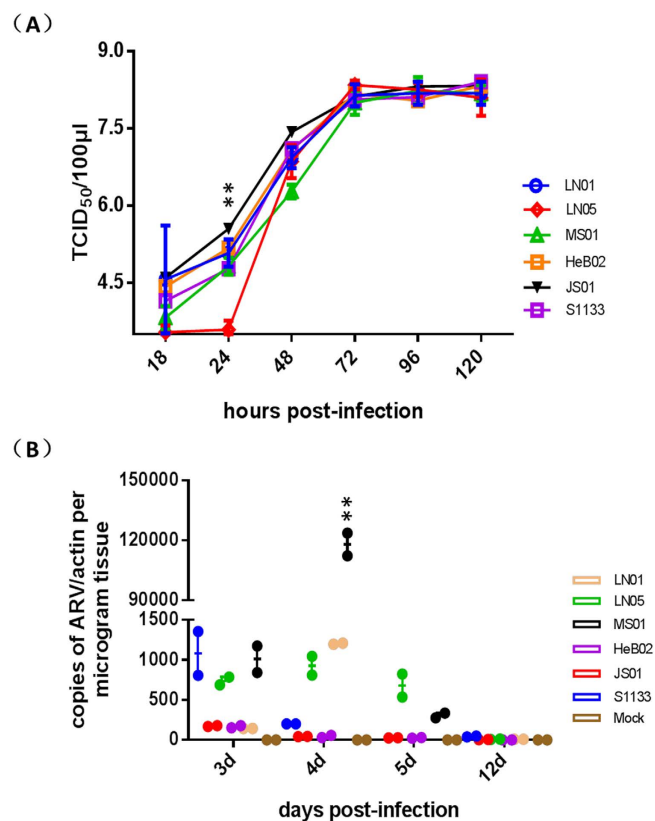 (A)
TCID50/100μl
9.0
7.5
6.0
4.5
**
18 24 48 72 96 120
hours post-infection
LN01
LN05
MS01
HeB02
JS01
S1133
(B)
copies of ARV/actin per
microgram tissue
150000
120000
90000
1500
1000
500
0
**
3d 4d 5d 12d
days post-infection
LN01
LN05
MS01
HeB02
JS01
S1133
Mock